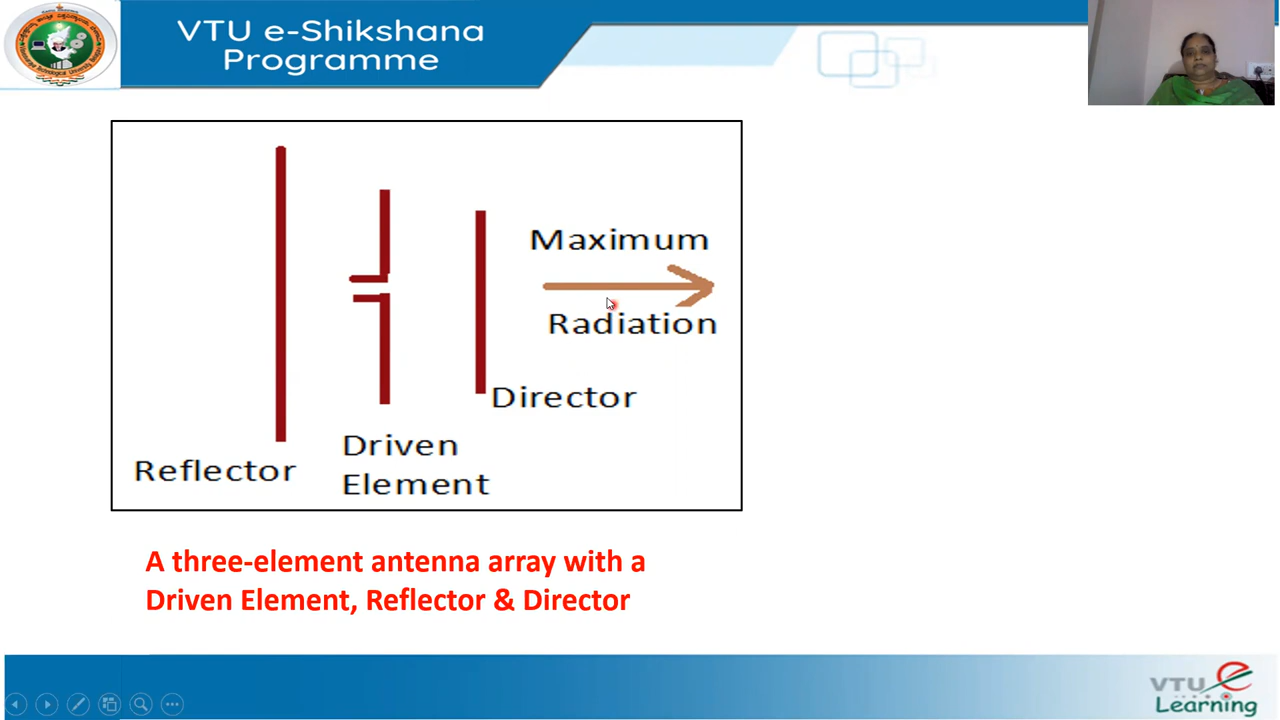 VTU e-Shikshana
Programme
Maximum
Radiation
Director
Driven
Element
Reflector
A three-element antenna array with a
Driven Element, Reflector & Director
VTU e
Learning